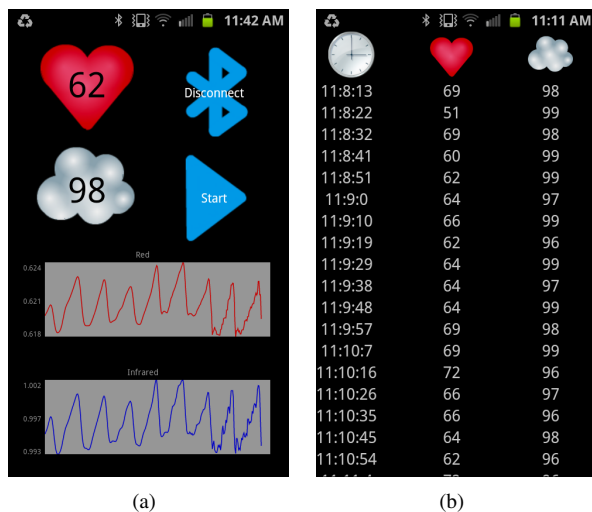 11:42 AM
62
Disconnect
98
Start
Red
0.624
0.621
0.618
Infrared
1.002
0.997
0.993
(a)
11:11 AM
11:8:13 69 98
11:8:22 51 99
11:8:32 69 98
11:8:41 60 99
11:8:51 62 99
11:9:0 64 97
11:9:10 66 99
11:9:19 62 96
11:9:29 64 99
11:9:38 64 97
11:9:48 64 99
11:9:57 69 98
11:10:7 69 99
11:10:16 72 96
11:10:26 66 97
11:10:35 66 96
11:10:45 64 98
11:10:54 62 96
(b)